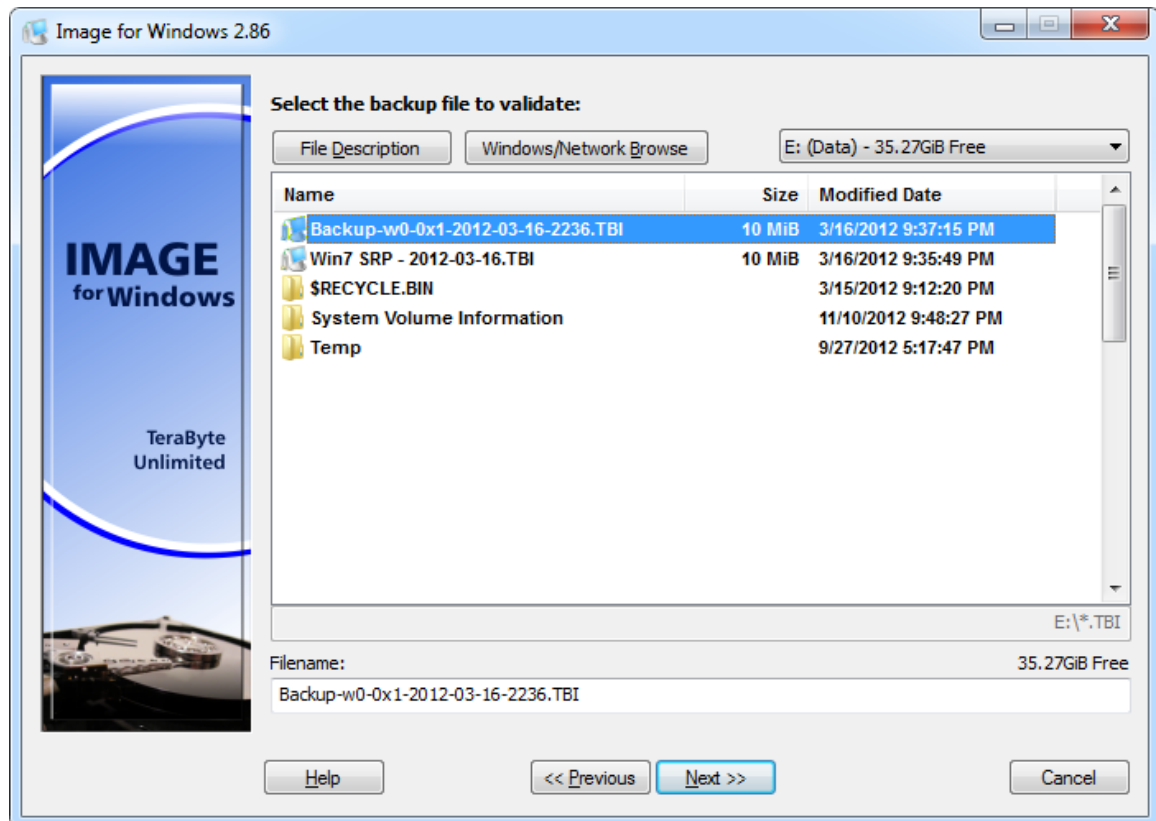 Image for Windows 2.86
Select the backup file to validate:
File Description Windows/Network Browse E: (Data) - 35.27GiB Free
Name Size Modified Date
Backup-w0-0x1-2012-03-16-2236.TBI 10 MiB 3/16/2012 9:37:15 PM
Win7 SRP - 2012-03-16.TBI 10 MiB 3/16/2012 9:35:49 PM
$RECYCLE.BIN 3/15/2012 9:12:20 PM
System Volume Information 11/10/2012 9:48:27 PM
Temp 9/27/2012 5:17:47 PM
IMAGE
for Windows
TeraByte
Unlimited
E:\*.TBI
Filename: 35.27GiB Free
Backup-w0-0x1-2012-03-16-2236.TBI
Help << Previous Next >> Cancel